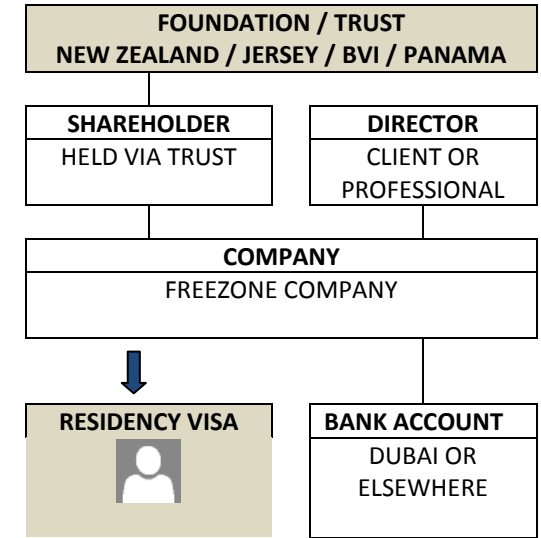 FOUNDATION / TRUST
NEW ZEALAND / JERSEY / BVI / PANAMA
SHAREHOLDER
HELD VIA TRUST
DIRECTOR
CLIENT OR
PROFESSIONAL
COMPANY
FREEZONE COMPANY
RESIDENCY VISA
BANK ACCOUNT
DUBAI OR
ELSEWHERE